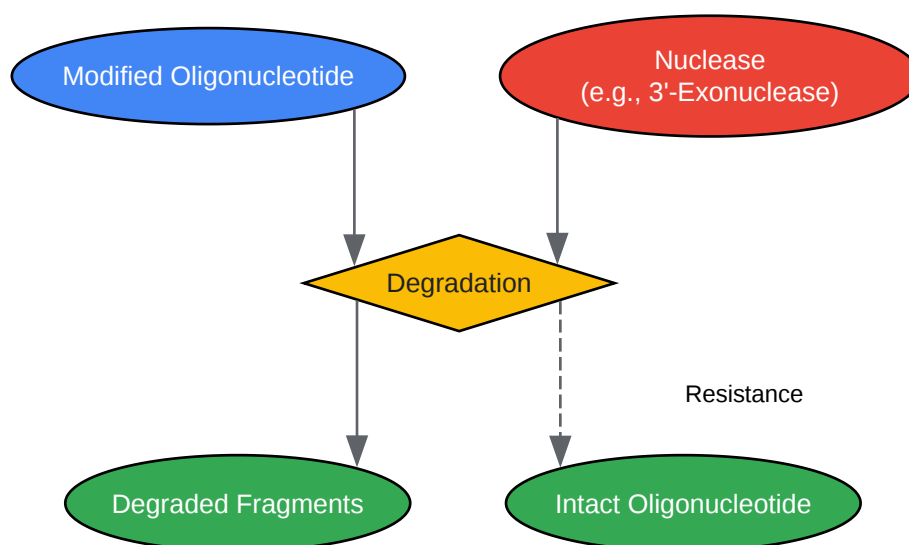 Modified Oligonucleotide
Nuclease
(e.g., 3'-Exonuclease)
Degradation
Resistance
Degraded Fragments
Intact Oligonucleotide